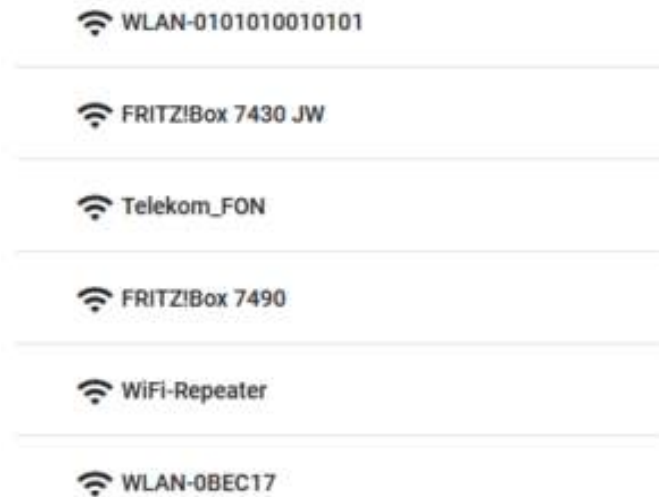 WLAN-0101010010101
FRITZ!Box 7430 JW
Telekom_FON
FRITZ!Box 7490
WiFi-Repeater
WLAN-0BEC17